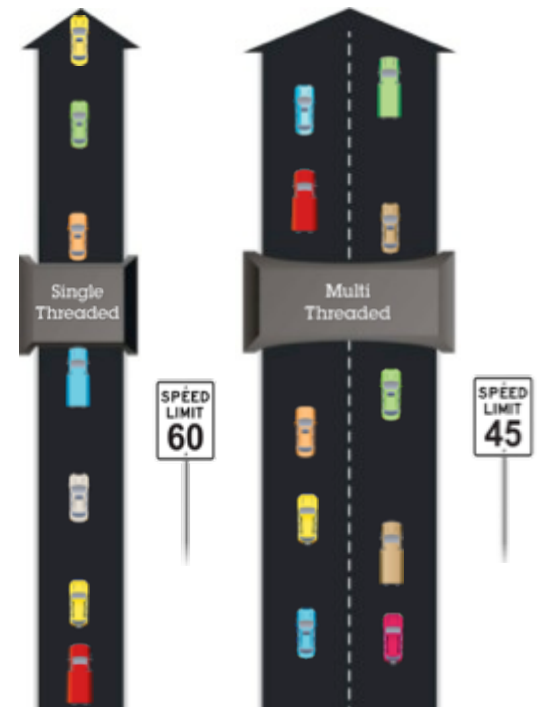 Single
Threaded
SPEED
LIMIT
60
Multi
Threaded
SPEED
LIMIT
45